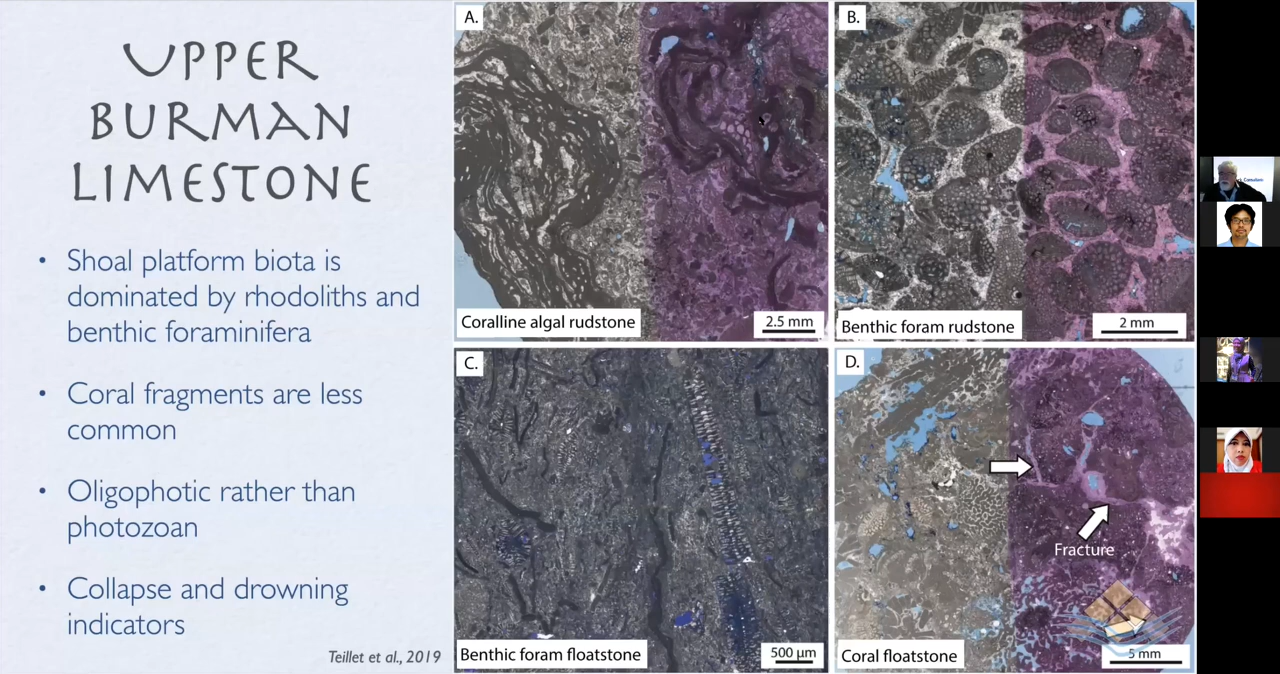 UPPER
BURMAN
LIMESTONE
• Shoal platform biota is
dominated by rhodoliths and
benthic foraminifera
• Coral fragments are less
common
• Oligophotic rather than
photozoan
• Collapse and drowning
indicators
Teillet et al., 2019
A.
Coralline algal rudstone
2.5 mm
B.
Benthic foram rudstone
2 mm
C.
Benthic foram floatstone
500 µm
D.
Fracture
Coral floatstone
5 mm